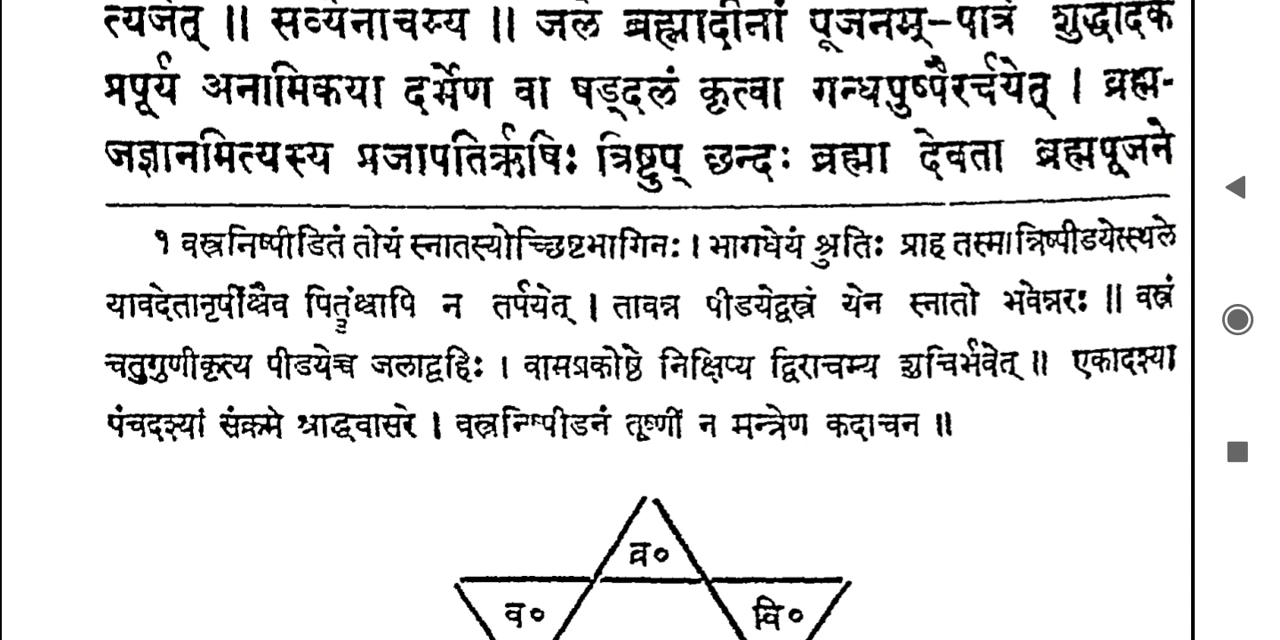 त्यजेत् ॥ सव्येनाचम्य ॥ जले ब्रह्मादीनां पूजनम्-पात्रं शुद्धोदकं
प्रपूर्य अनामिकया दर्भेण वा षड्दलं कृत्वा गन्धपुष्पैरर्चयेत् । ब्रह्म-
जज्ञानमित्यस्य प्रजापतिर्ऋषिः त्रिष्टुप् छन्दः ब्रह्मा देवता ब्रह्मपूजने
१ वस्त्रनिष्पीडितं तोयं स्नातस्योच्छिष्टभागिनः । भागधेयं श्रुतिः प्राह तस्मान्निष्पीडयेत्स्थले
यावदेतानृषींश्चैव पितॄंश्चापि न तर्पयेत् । तावन्न पीडयेद्वस्त्रं येन स्नातो भवेन्नरः ॥ वस्त्रं
चतुगुणीकृत्य पीडयेच्च जलाद्बहिः । वामप्रकोष्ठे निक्षिप्य द्विराचम्य शुचिर्भवेत् ॥ एकादश्या
पंचदश्यां संक्रमे श्राद्धवासरे । वस्त्रनिष्पीडनं तूष्णीं न मन्त्रेण कदाचन ॥
ब्र०
व० वि०